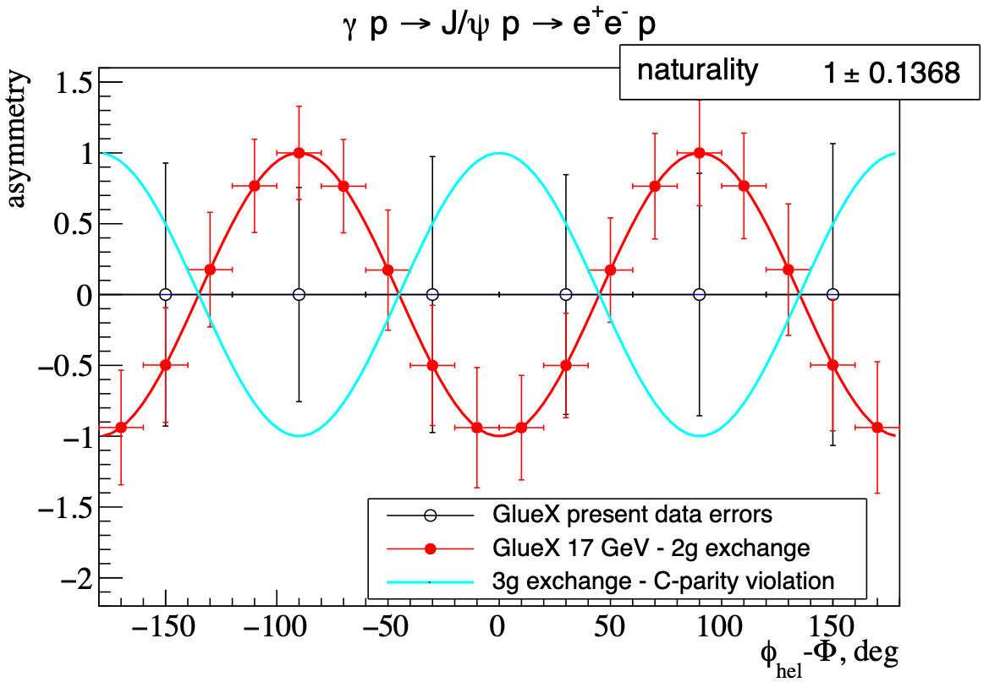 γ p → J/ψ p → e⁺e⁻ p
naturality 1 ± 0.1368
asymmetry
1.5
1
0.5
0
−0.5
−1
−1.5
−2
GlueX present data errors
GlueX 17 GeV - 2g exchange
3g exchange - C-parity violation
−150 −100 −50 0 50 100 150
ϕhel-Φ, deg